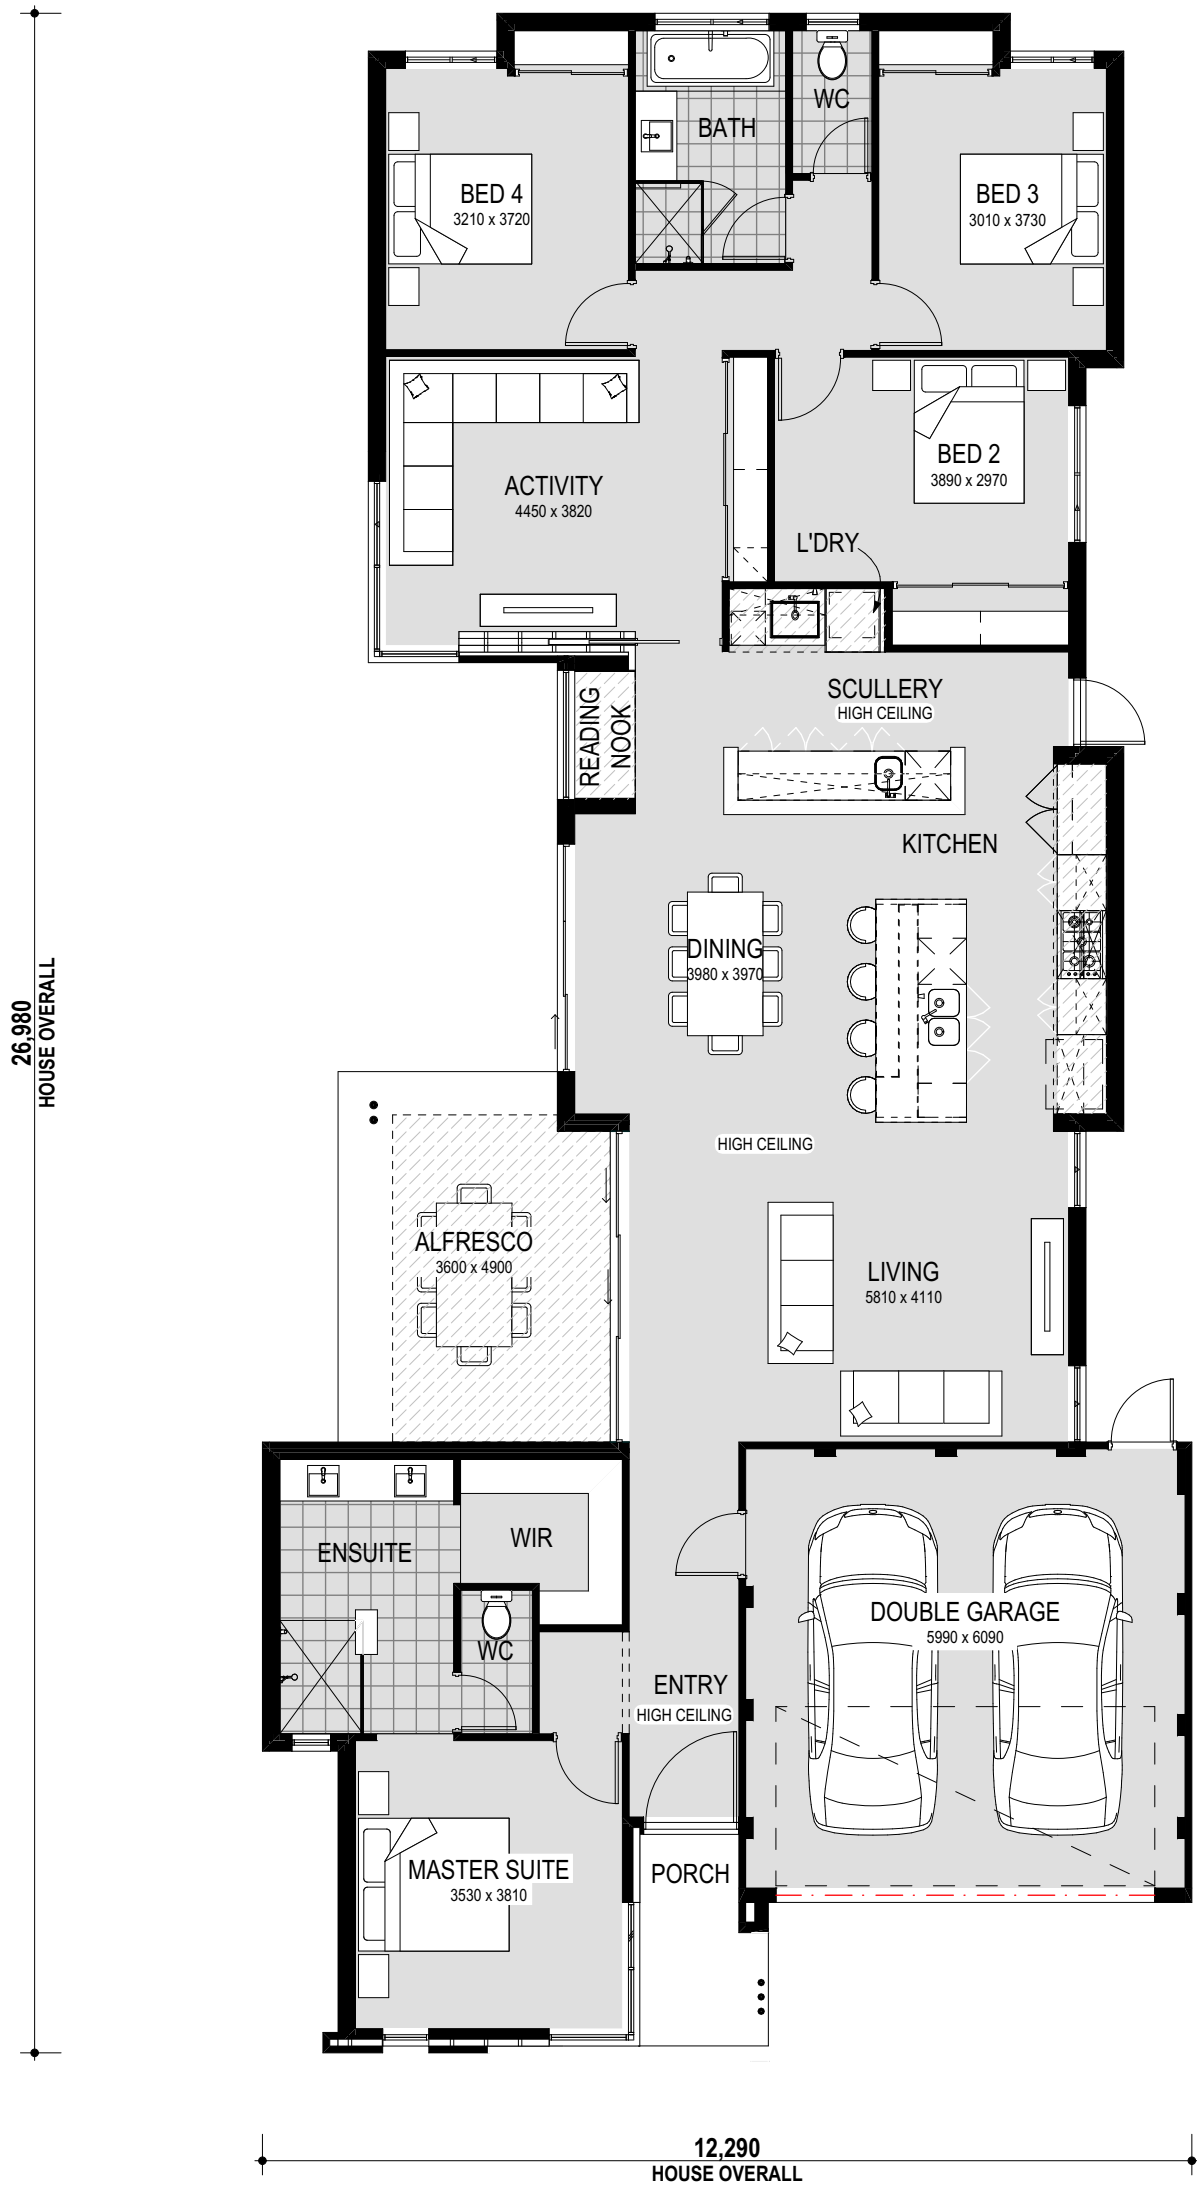 WC
BATH
BED 4
3210 x 3720
BED 3
3010 x 3730
BED 2
3890 x 2970
ACTIVITY
4450 x 3820
L'DRY
SCULLERY
HIGH CEILING
READING
NOOK
KITCHEN
DINING
3980 x 3970
26,980
HOUSE OVERALL
HIGH CEILING
ALFRESCO
3600 x 4900
LIVING
5810 x 4110
WIR
ENSUITE
DOUBLE GARAGE
5990 x 6090
WC
ENTRY
HIGH CEILING
MASTER SUITE
3530 x 3810
PORCH
12,290
HOUSE OVERALL